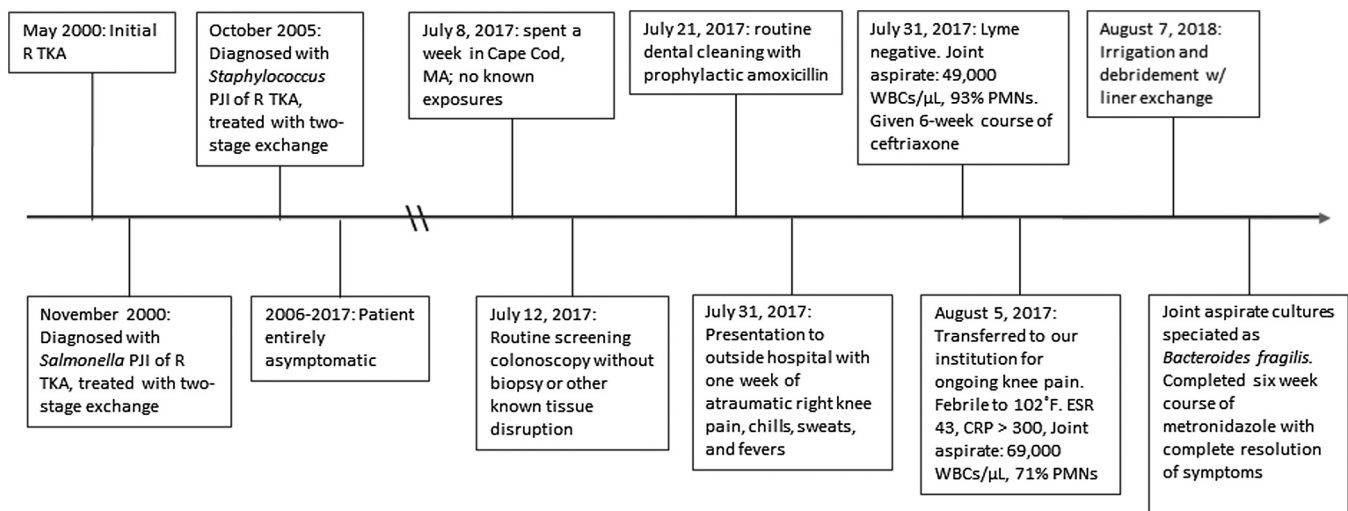 May 2000: Initial
R TKA
October 2005:
Diagnosed with
Staphylococcus
PJI of R TKA,
treated with two-
stage exchange
July 8, 2017: spent a
week in Cape Cod,
MA; no known
exposures
July 21, 2017: routine
dental cleaning with
prophylactic amoxicillin
July 31, 2017: Lyme
negative. Joint
aspirate: 49,000
WBCs/µL, 93% PMNs.
Given 6-week course of
ceftriaxone
August 7, 2018:
Irrigation and
debridement w/
liner exchange
November 2000:
Diagnosed with
Salmonella PJI of R
TKA, treated with two-
stage exchange
2006-2017: Patient
entirely
asymptomatic
July 12, 2017:
Routine screening
colonoscopy without
biopsy or other
known tissue
disruption
July 31, 2017:
Presentation to
outside hospital with
one week of
atraumatic right knee
pain, chills, sweats,
and fevers
August 5, 2017:
Transferred to our
institution for
ongoing knee pain.
Febrile to 102˚F. ESR
43, CRP > 300, Joint
aspirate: 69,000
WBCs/µL, 71% PMNs
Joint aspirate cultures
speciated as
Bacteroides fragilis.
Completed six week
course of
metronidazole with
complete resolution
of symptoms